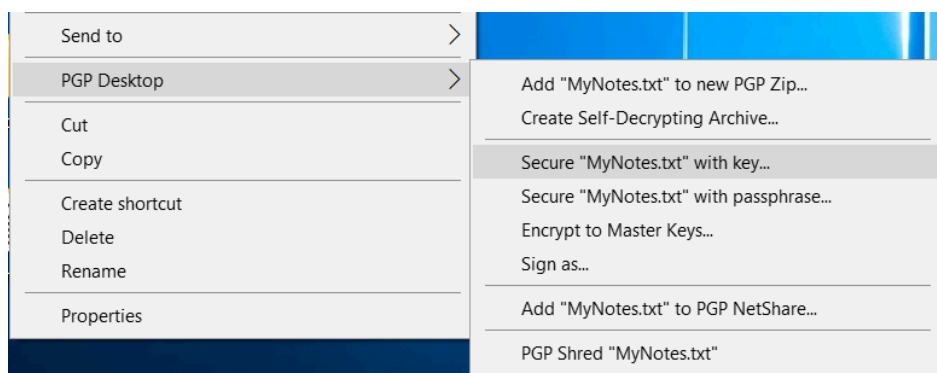 Send to
PGP Desktop
Cut
Copy
Create shortcut
Delete
Rename
Properties
Add "MyNotes.txt" to new PGP Zip...
Create Self-Decrypting Archive...
Secure "MyNotes.txt" with key...
Secure "MyNotes.txt" with passphrase...
Encrypt to Master Keys...
Sign as...
Add "MyNotes.txt" to PGP NetShare...
PGP Shred "MyNotes.txt"